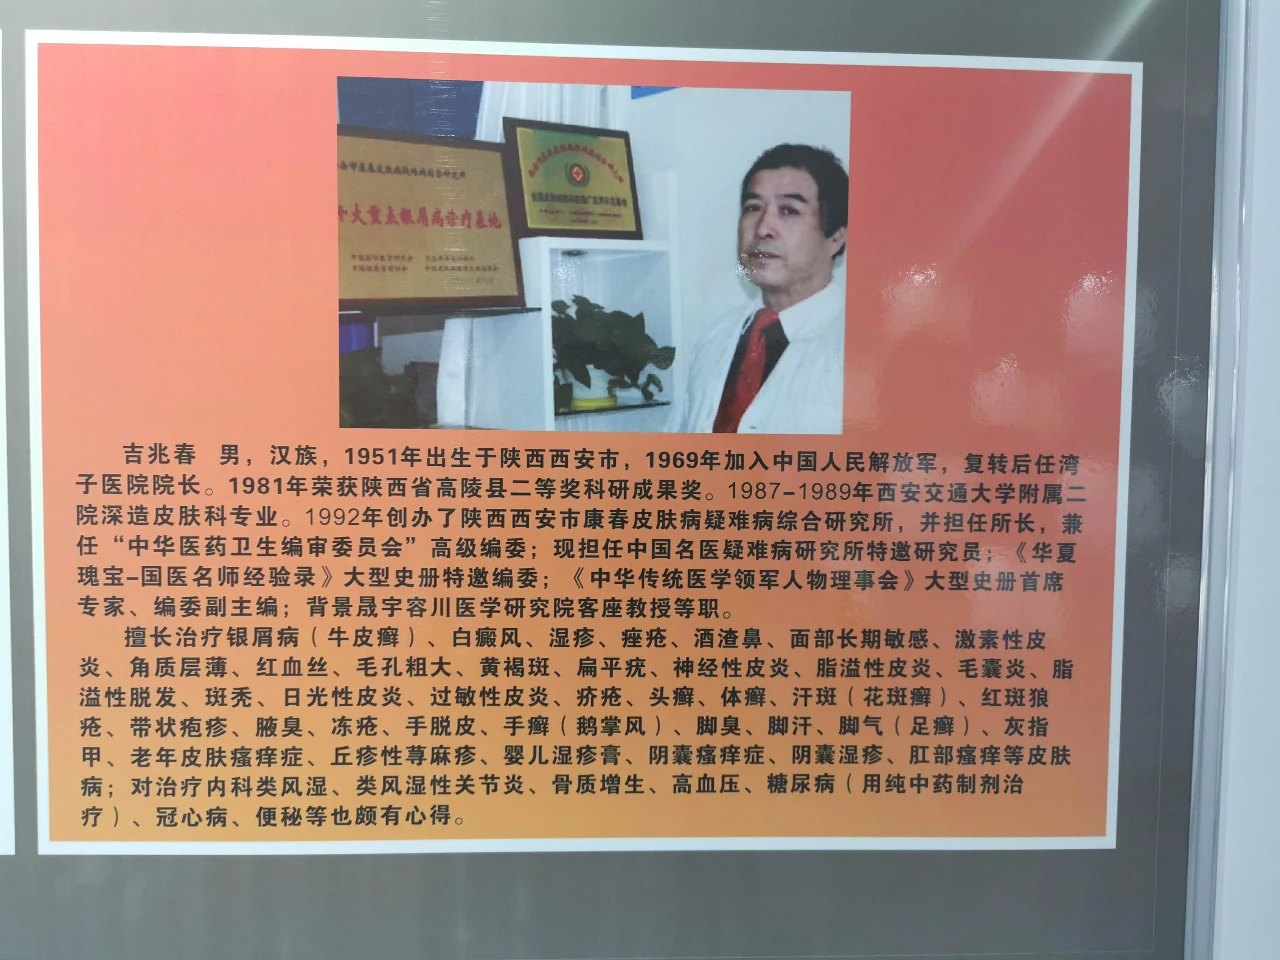 十大重点银屑病诊疗基地
吉兆春 男，汉族，1951年出生于陕西西安市，1969年加入中国人民解放军，复转后任湾
子医院院长。1981年荣获陕西省高陵县二等奖科研成果奖。1987-1989年西安交通大学附属二
院深造皮肤科专业。1992年创办了陕西西安市康春皮肤病疑难病综合研究所，并担任所长，兼
任“中华医药卫生编审委员会”高级编委；现担任中国名医疑难病研究所特邀研究员；《华夏
瑰宝-国医名师经验录》大型史册特邀编委；《中华传统医学领军人物理事会》大型史册首席
专家、编委副主编；背景晟宇容川医学研究院客座教授等职。
擅长治疗银屑病（牛皮癣）、白癜风、湿疹、痤疮、酒渣鼻、面部长期敏感、激素性皮
炎、角质层薄、红血丝、毛孔粗大、黄褐斑、扁平疣、神经性皮炎、脂溢性皮炎、毛囊炎、脂
溢性脱发、斑秃、日光性皮炎、过敏性皮炎、疥疮、头癣、体癣、汗斑（花斑癣）、红斑狼
疮、带状疱疹、腋臭、冻疮、手脱皮、手癣（鹅掌风）、脚臭、脚汗、脚气（足癣）、灰指
甲、老年皮肤瘙痒症、丘疹性荨麻疹、婴儿湿疹膏、阴囊瘙痒症、阴囊湿疹、肛部瘙痒等皮肤
病；对治疗内科类风湿、类风湿性关节炎、骨质增生、高血压、糖尿病（用纯中药制剂治
疗）、冠心病、便秘等也颇有心得。